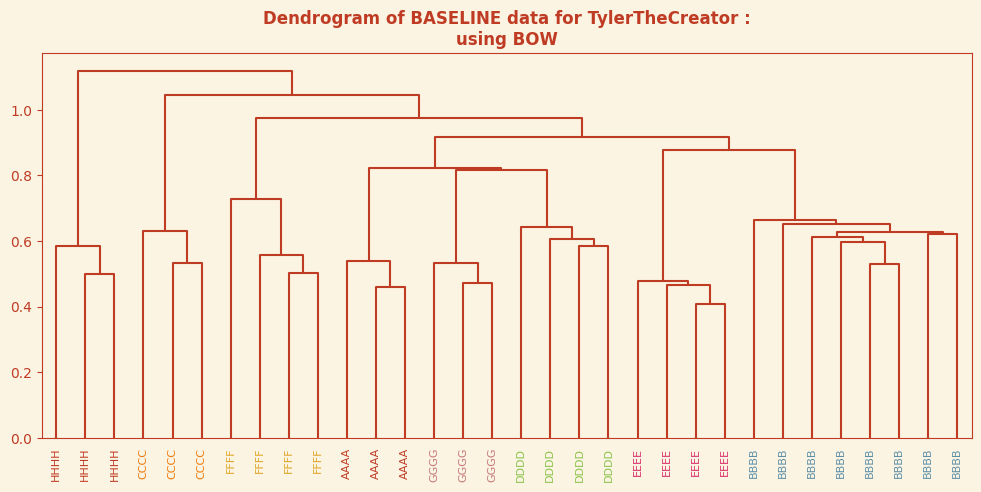 Dendrogram of BASELINE data for TylerTheCreator :
using BOW
1.0
0.8
0.6
0.4
0.2
0.0
HHHH HHHH HHHH CCCC CCCC CCCC FFFF FFFF FFFF FFFF AAAA AAAA AAAA GGGG GGGG GGGG DDDD DDDD DDDD DDDD EEEE EEEE EEEE EEEE BBBB BBBB BBBB BBBB BBBB BBBB BBBB BBBB